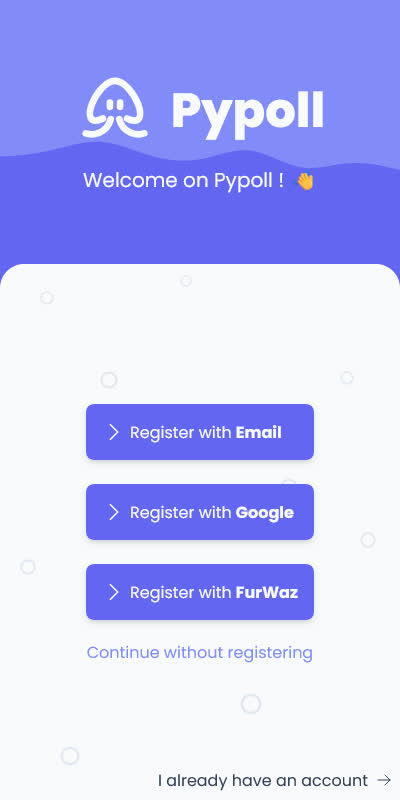 Pypoll
Welcome on Pypoll ! 👋
Register with Email
Register with Google
Register with FurWaz
Continue without registering
I already have an account